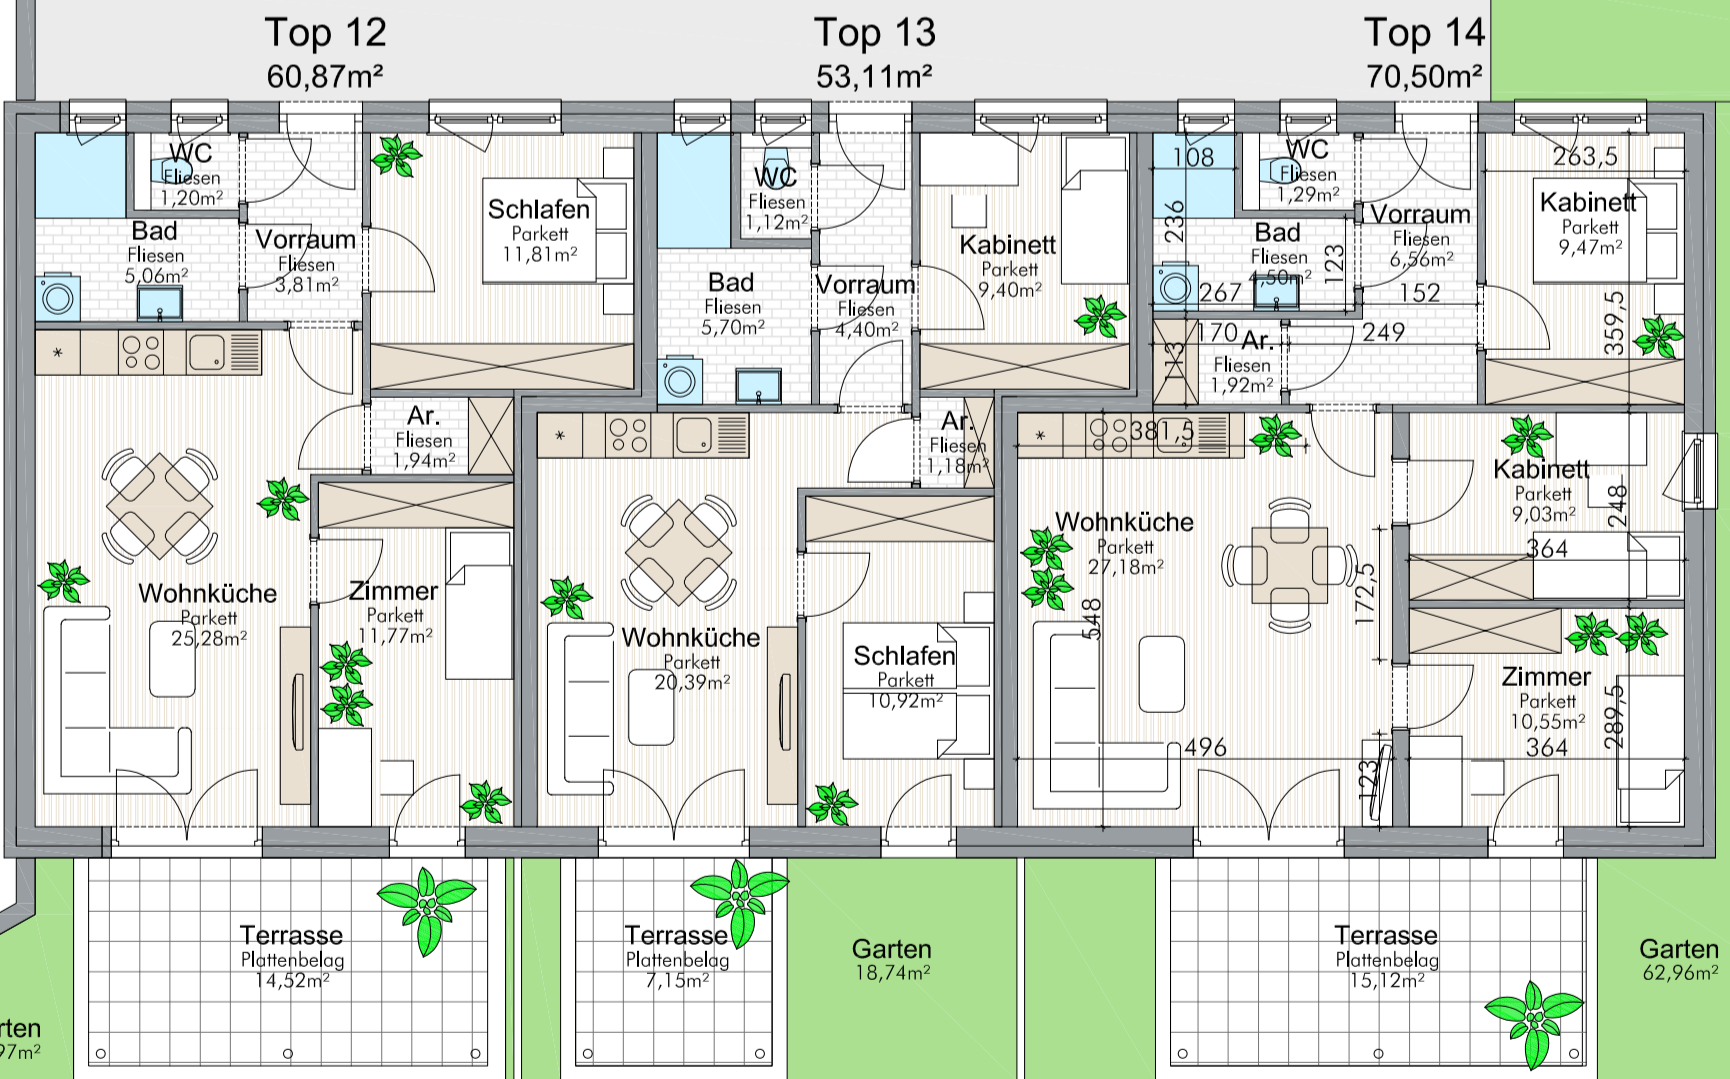 Top 12
60,87m²
Top 13
53,11m²
Top 14
70,50m²
WC
Fliesen
1,20m²
Bad
Fliesen
5,06m²
Vorraum
Fliesen
3,81m²
Schlafen
Parkett
11,81m²
Ar.
Fliesen
1,94m²
Wohnküche
Parkett
25,28m²
Zimmer
Parkett
11,77m²
Terrasse
Plattenbelag
14,52m²
rten
97m²
WC
Fliesen
1,12m²
Bad
Fliesen
5,70m²
Vorraum
Fliesen
4,40m²
Kabinett
Parkett
9,40m²
Ar.
Fliesen
1,18m²
Wohnküche
Parkett
20,39m²
Schlafen
Parkett
10,92m²
Terrasse
Plattenbelag
7,15m²
Garten
18,74m²
108
WC
Fliesen
1,29m²
236
Bad
Fliesen
4,50m²
123
267
Vorraum
Fliesen
6,56m²
152
263,5
Kabinett
Parkett
9,47m²
359,5
170
113
Ar.
Fliesen
1,92m²
249
381,5
Wohnküche
Parkett
27,18m²
548
172,5
496
123
Kabinett
Parkett
9,03m²
248
364
Zimmer
Parkett
10,55m²
289,5
364
Terrasse
Plattenbelag
15,12m²
Garten
62,96m²